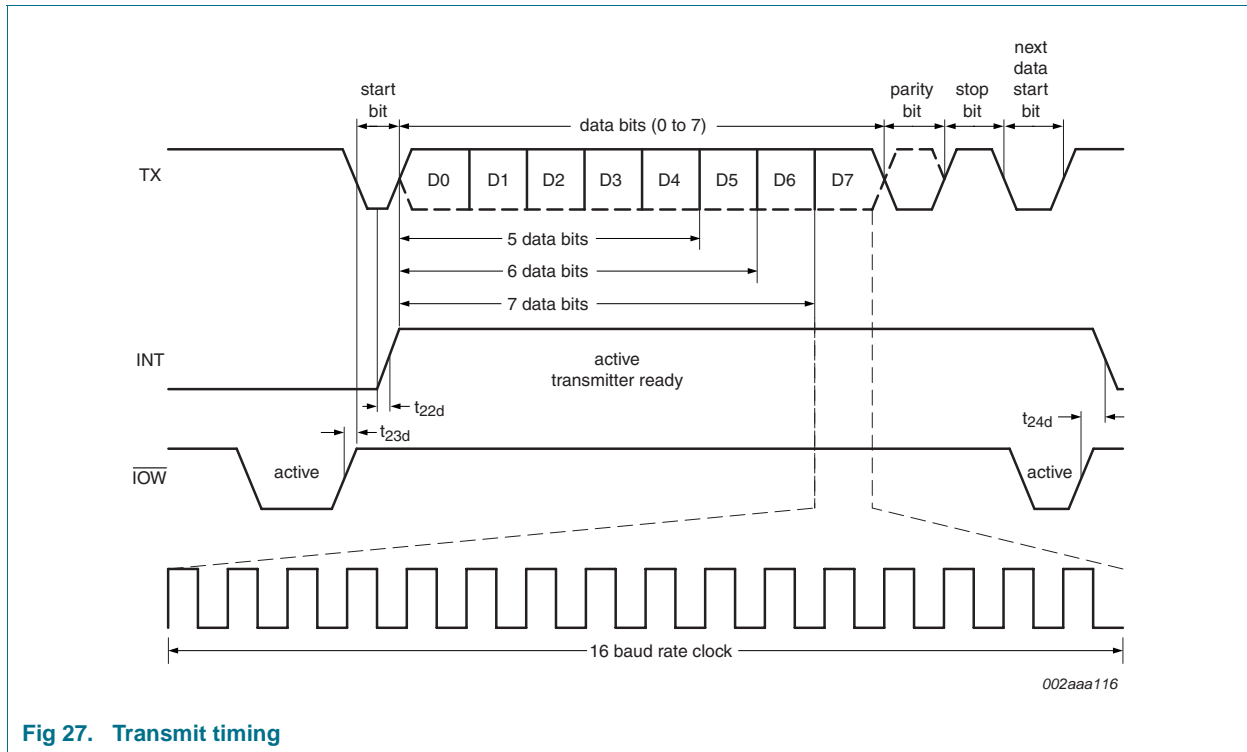 next
data
start
bit
start
bit
parity
bit
stop
bit
data bits (0 to 7)
TX
D0 D1 D2 D3 D4 D5 D6 D7
5 data bits
6 data bits
7 data bits
INT
active
transmitter ready
t22d
t23d
t24d
IOW
active
active
16 baud rate clock
002aaa116
Fig 27. Transmit timing